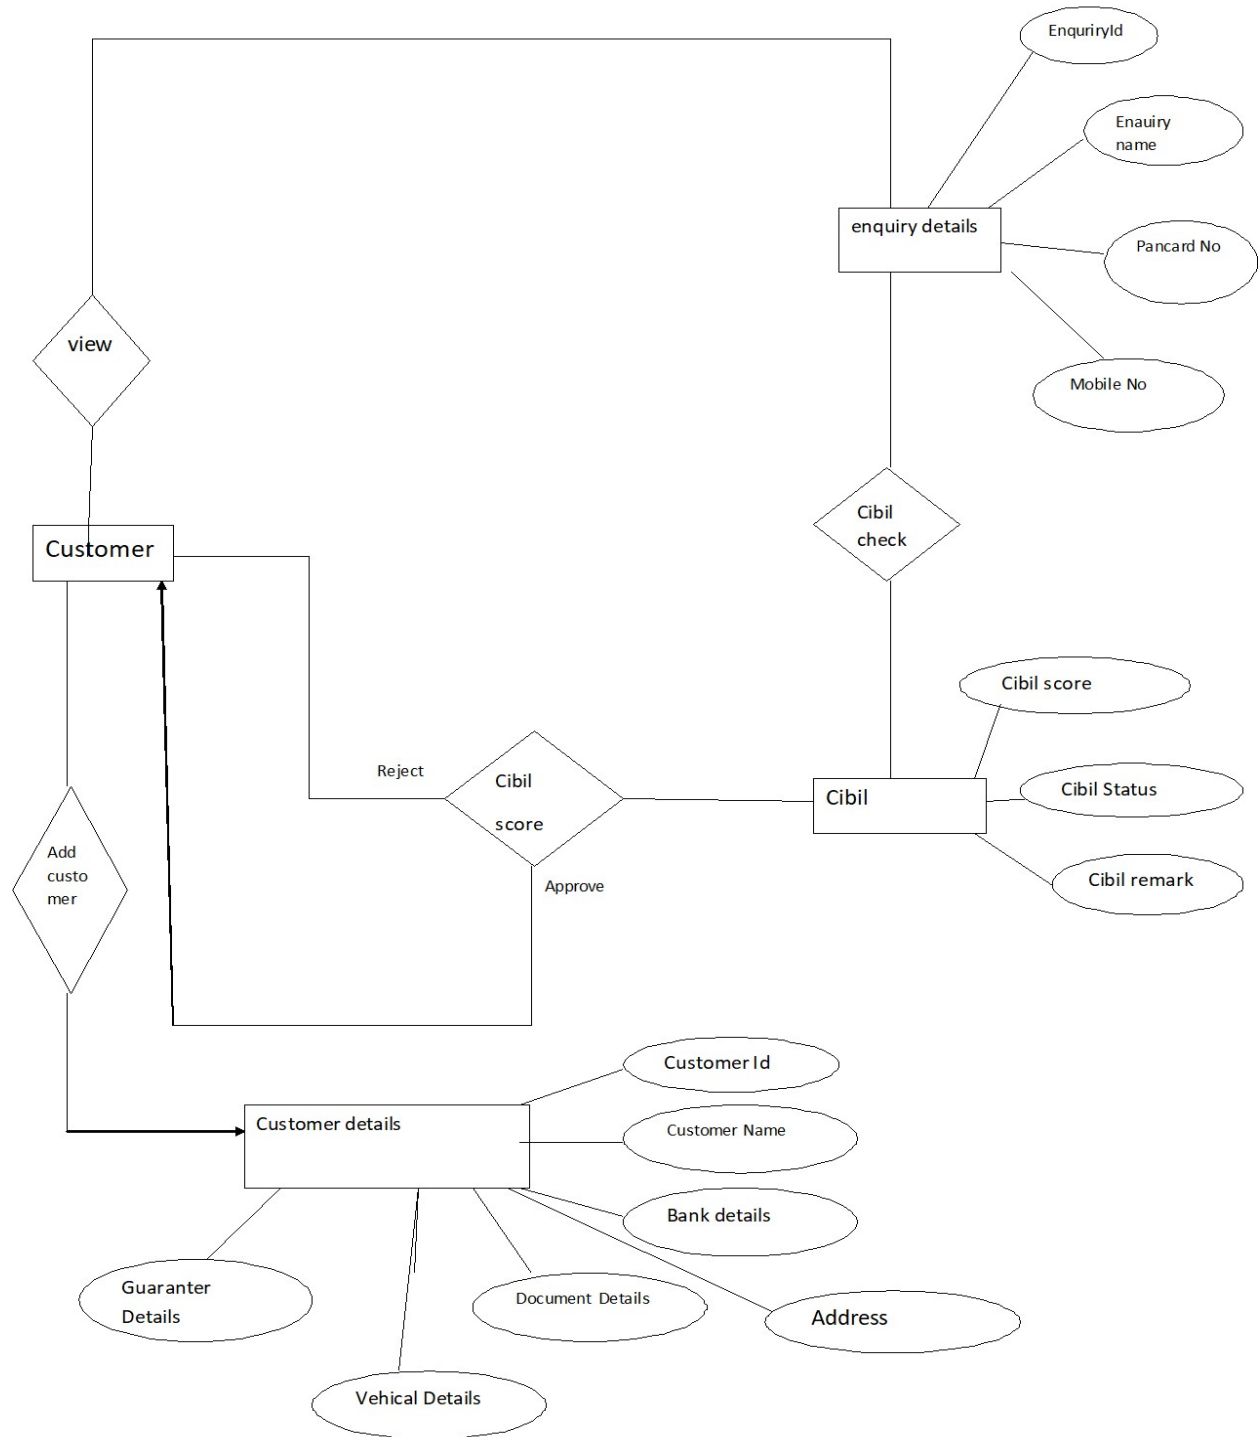 EnquriryId
Enauiry
name
enquiry details
Pancard No
view
Mobile No
Cibil
check
Customer
Cibil score
Reject
Cibil
score
Cibil
Cibil Status
Add
custo
mer
Approve
Cibil remark
Customer Id
Customer details
Customer Name
Bank details
Guaranter
Details
Document Details
Address
Vehical Details